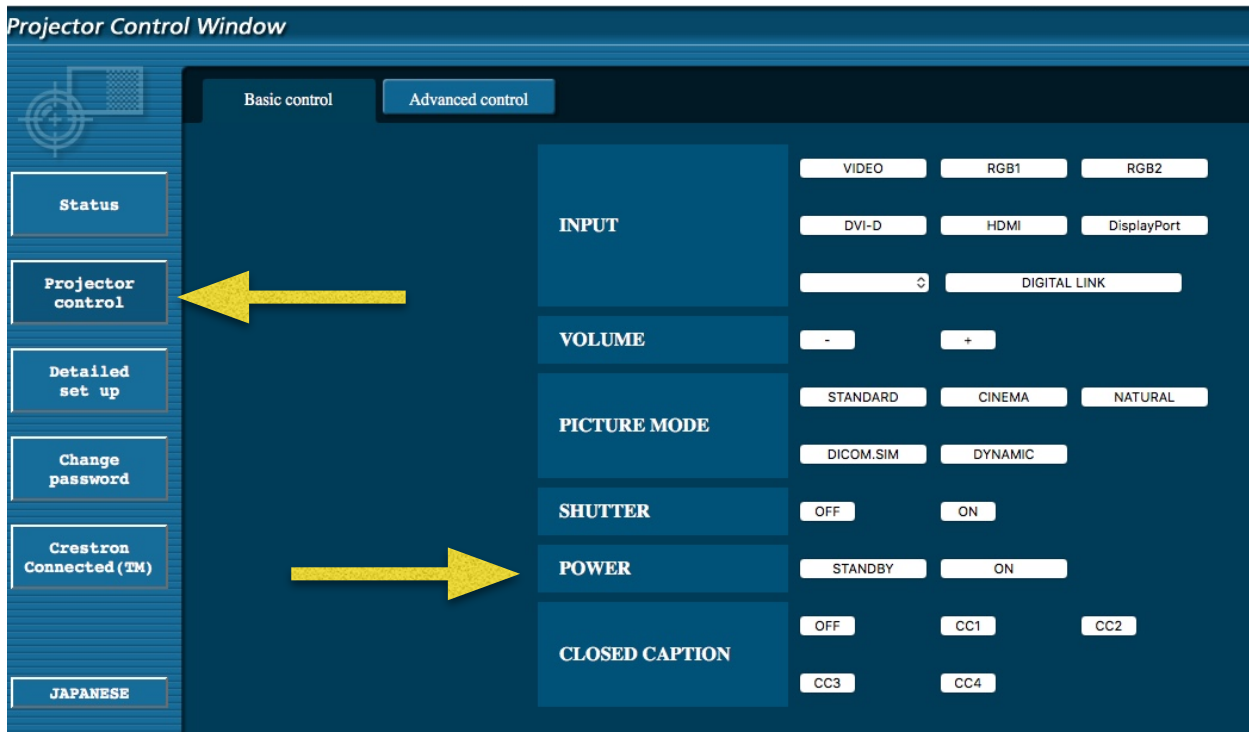 Projector Control Window
Basic control
Advanced control
Status
Projector
control
Detailed
set up
Change
password
Crestron
Connected(TM)
JAPANESE
INPUT
VIDEO RGB1 RGB2
DVI-D HDMI DisplayPort
DIGITAL LINK
VOLUME
- +
PICTURE MODE
STANDARD CINEMA NATURAL
DICOM.SIM DYNAMIC
SHUTTER
OFF ON
POWER
STANDBY ON
CLOSED CAPTION
OFF CC1 CC2
CC3 CC4